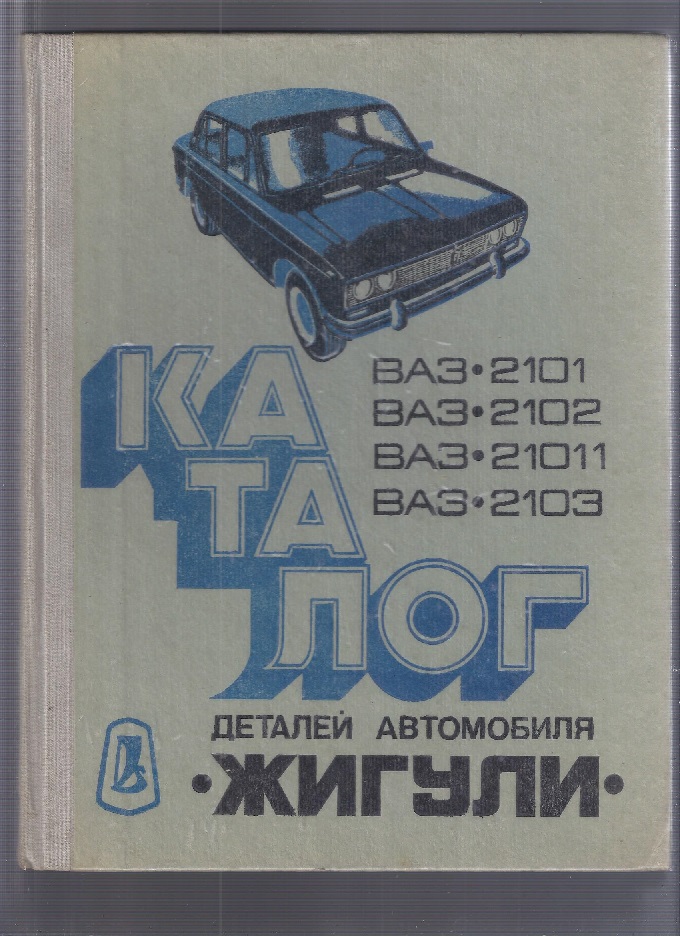 КА
ТА
ЛОГ
ВАЗ•2101
ВАЗ•2102
ВАЗ•21011
ВАЗ•2103
ДЕТАЛЕЙ АВТОМОБИЛЯ
•ЖИГУЛИ•